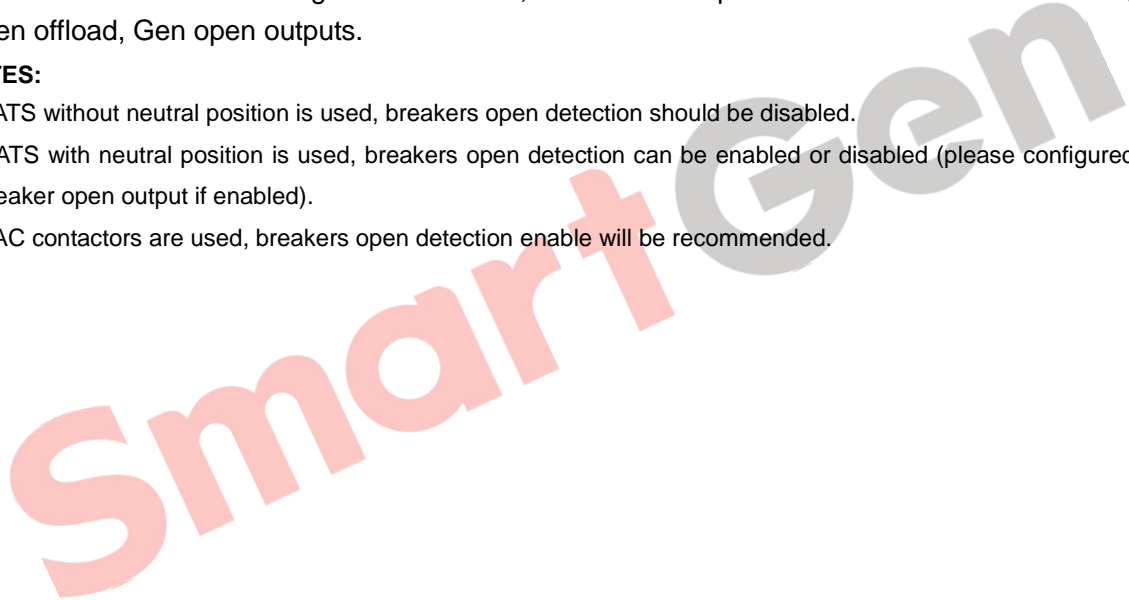 en offload, Gen open outputs.
TES:
ATS without neutral position is used, breakers open detection should be disabled.
ATS with neutral position is used, breakers open detection can be enabled or disabled (please configured
eaker open output if enabled).
AC contactors are used, breakers open detection enable will be recommended.
SmartGen